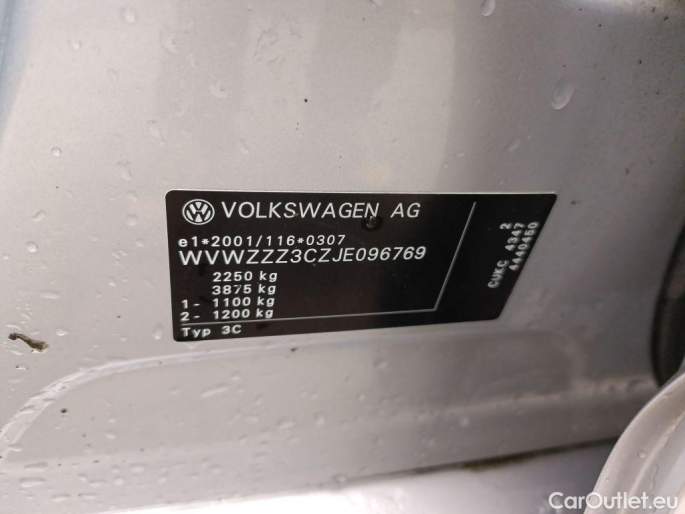 VOLKSWAGEN AG
e1*2001/116*0307
WVWZZZ3CZJE096769
2250 kg
3875 kg
1- 1100 kg
2- 1200 kg
Typ 3C
2
CUKC 4347
4440450
CarOutlet.eu